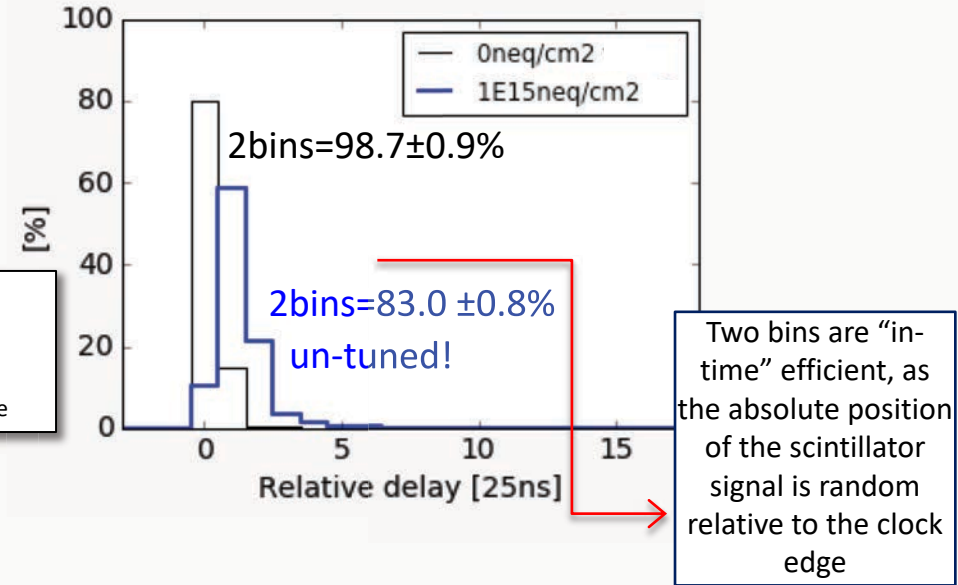 100
80
60
40
20
0
[%]
0neq/cm2
1E15neq/cm2
2bins=98.7±0.9%
2bins=83.0 ±0.8%
un-tuned!
0 5 10 15
Relative delay [25ns]
e
Two bins are “in-
time” efficient, as
the absolute position
of the scintillator
signal is random
relative to the clock
edge